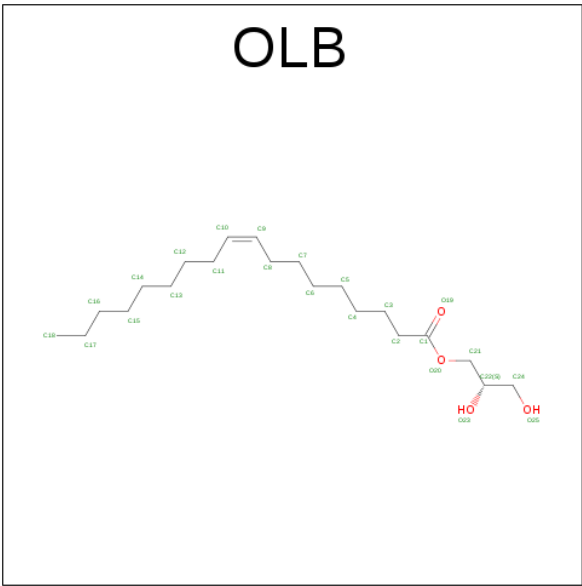 OLB
C10 C9
C12 C7
C11 C8
C14 C5
C13 C6
C16 C3 O19
C15 C4
C18 C17 C2 C1
O20 C21
C22(S) C24
HO OH
O23 O25